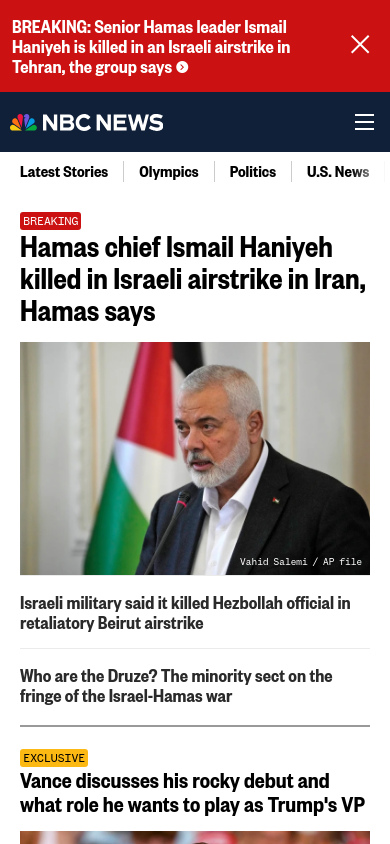 BREAKING: Senior Hamas leader Ismail
Haniyeh is killed in an Israeli airstrike in
Tehran, the group says
NBC NEWS
Latest Stories
Olympics
Politics
U.S. News
BREAKING
Hamas chief Ismail Haniyeh
killed in Israeli airstrike in Iran,
Hamas says
Vahid Salemi / AP file
Israeli military said it killed Hezbollah official in
retaliatory Beirut airstrike
Who are the Druze? The minority sect on the
fringe of the Israel-Hamas war
EXCLUSIVE
Vance discusses his rocky debut and
what role he wants to play as Trump's VP